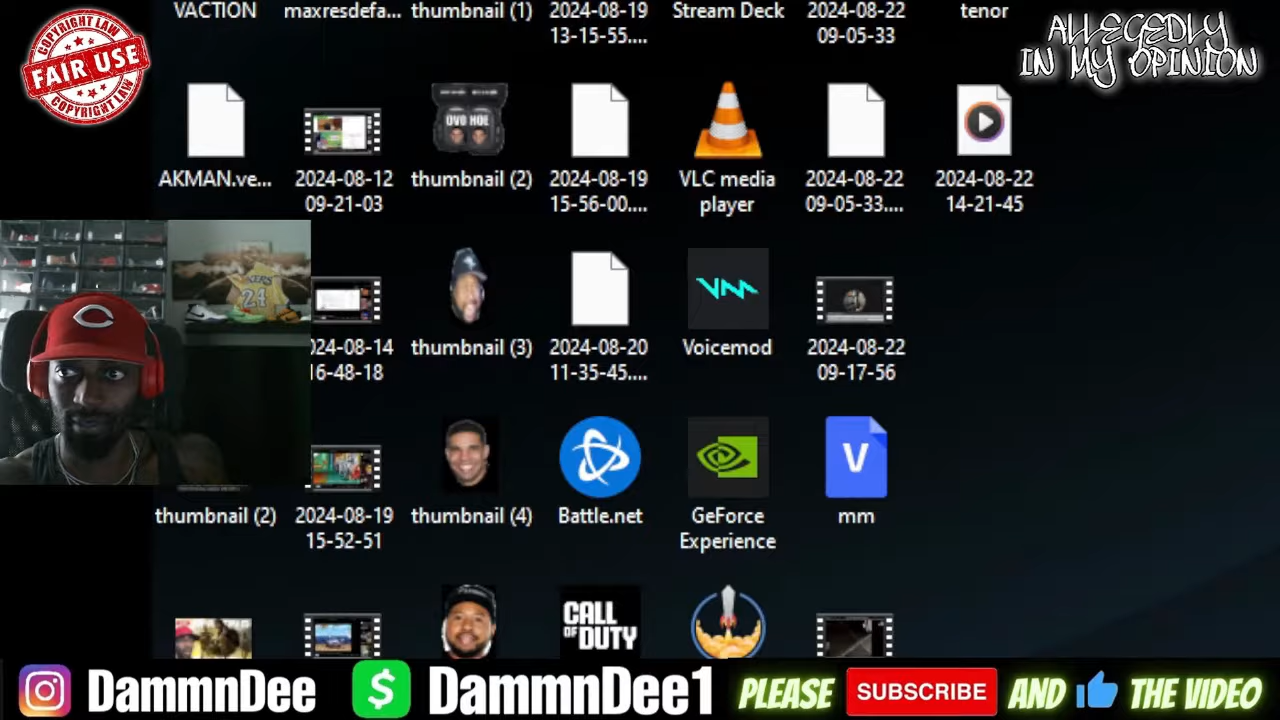 VACTION
maxresdefa...
thumbnail (1)
2024-08-19
13-15-55....
Stream Deck
2024-08-22
09-05-33
tenor
COPYRIGHT LAW
FAIR USE
COPYRIGHT LAW
ALLEGEDLY
IN MY OPINION
AKMAN.ve...
2024-08-12
09-21-03
OVO HOE
thumbnail (2)
2024-08-19
15-56-00....
VLC media
player
2024-08-22
09-05-33....
2024-08-22
14-21-45
24
C
024-08-14
16-48-18
thumbnail (3)
2024-08-20
11-35-45....
VM
Voicemod
2024-08-22
09-17-56
thumbnail (2)
2024-08-19
15-52-51
thumbnail (4)
Battle.net
GeForce
Experience
V
mm
CALL
OF DUTY
DammnDee
$
DammnDee1
PLEASE
SUBSCRIBE
AND
THE VIDEO